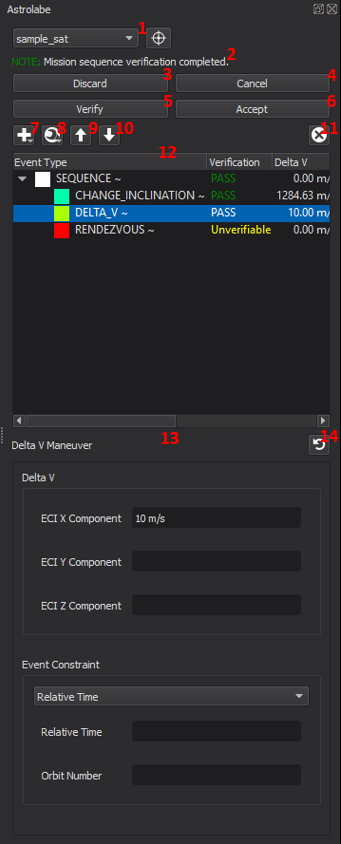 Astrolabe
sample_sat 1
2
NOTE: Mission sequence verification completed.
3 4
Discard Cancel
5 6
Verify Accept
7 8 9 10 11
12
Event Type Verification Delta V
SEQUENCE ~ PASS 0.00 m/
CHANGE_INCLINATION ~ PASS 1284.63 m/
DELTA_V ~ PASS 10.00 m/
RENDEZVOUS ~ Unverifiable 0.00 m/
13 14
Delta V Maneuver
Delta V
ECI X Component 10 m/s
ECI Y Component
ECI Z Component
Event Constraint
Relative Time
Relative Time
Orbit Number